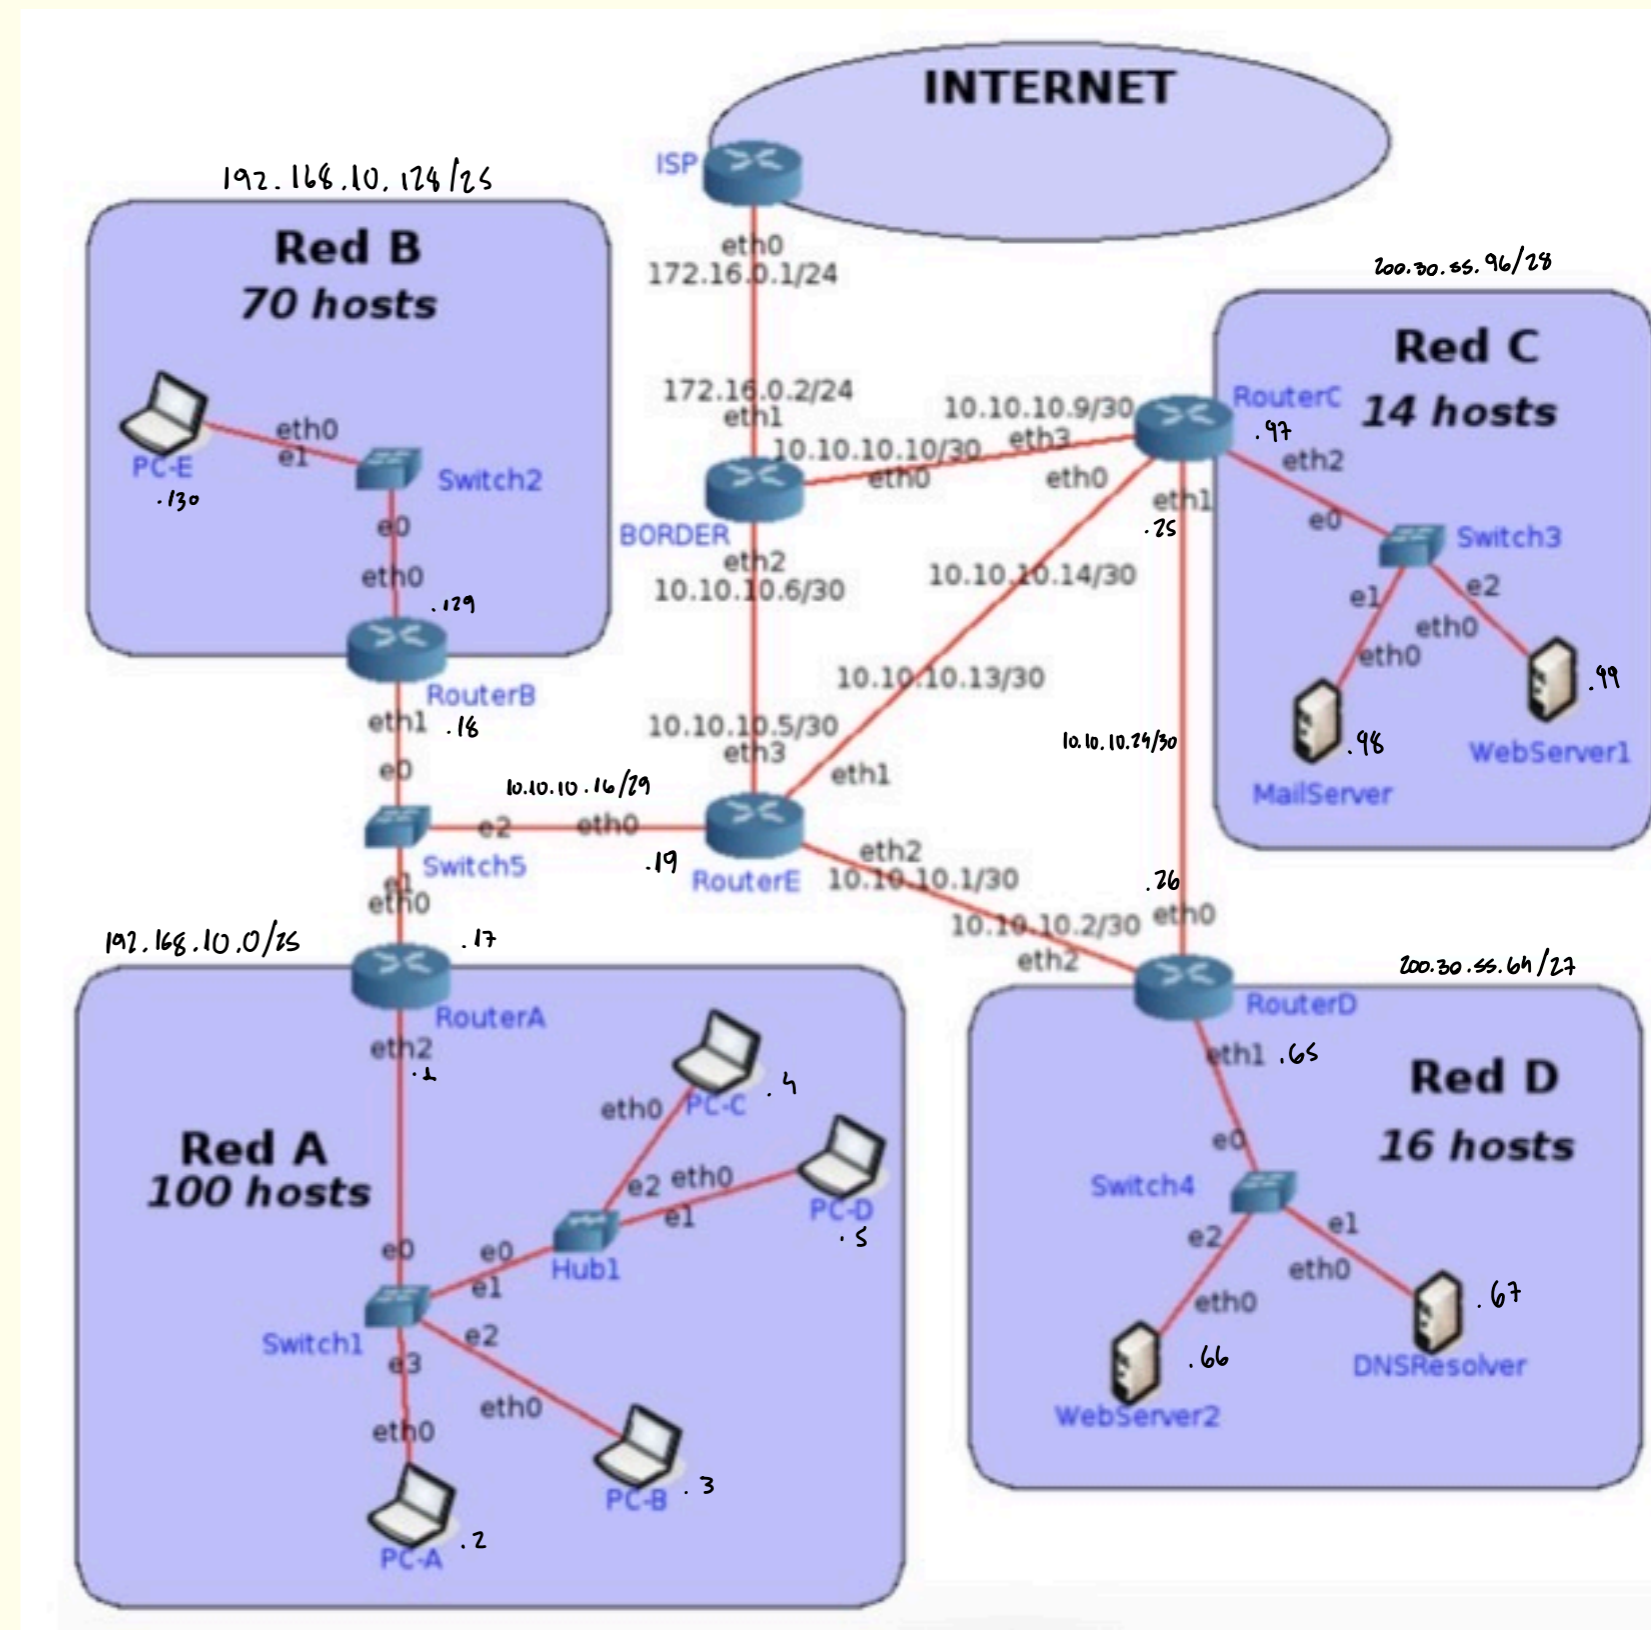 INTERNET
ISP
eth0
172.16.0.1/24
192.168.10.128/25
Red B
70 hosts
eth0
e1
PC-E
.130
Switch2
e0
eth0
.129
RouterB
eth1 .18
e0
172.16.0.2/24
eth1
10.10.10.10/30
eth0
BORDER
eth2
10.10.10.6/30
10.10.10.9/30
eth3
eth0
200.30.55.96/28
Red C
14 hosts
RouterC
.97
eth2
eth1
.25
e0
Switch3
e1
e2
eth0
eth0
.99
WebServer1
.98
MailServer
10.10.10.14/30
10.10.10.13/30
10.10.10.5/30
eth3
eth1
10.10.10.24/30
10.10.10.16/29
e2
eth0
Switch5
.19
RouterE
eth2
10.10.10.1/30
.26
10.10.10.2/30
eth0
eth2
e1
eth0
192.168.10.0/25
.17
RouterA
eth2
.1
Red A
100 hosts
PC-C
.4
eth0
e2
eth0
e1
PC-D
.5
e0
e0
e1
Hub1
Switch1
e2
e3
eth0
eth0
PC-B
.3
PC-A
.2
200.30.55.64/27
RouterD
eth1 .65
Red D
16 hosts
e0
Switch4
e2
e1
eth0
eth0
.67
DNSResolver
.66
WebServer2